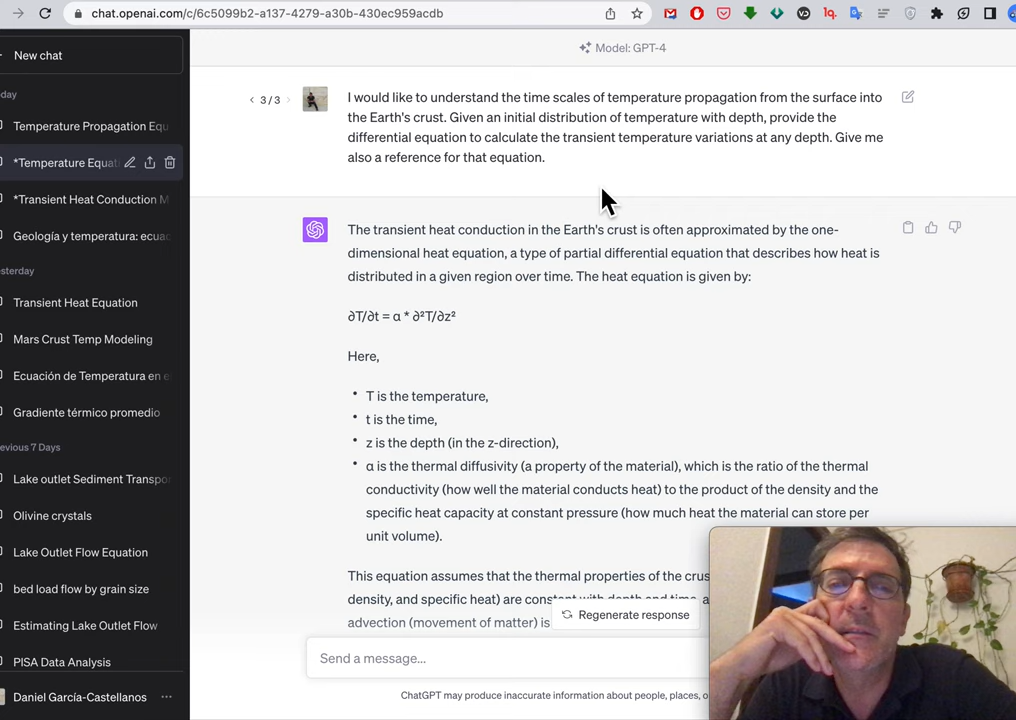 chat.openai.com/c/6c5099b2-a137-4279-a30b-430ec959acdb
New chat
Model: GPT-4
day
Temperature Propagation Equ
*Temperature Equati
*Transient Heat Conduction M
Geología y temperatura: ecuac
esterday
Transient Heat Equation
Mars Crust Temp Modeling
Ecuación de Temperatura en e
Gradiente térmico promedio
evious 7 Days
Lake outlet Sediment Transpo
Olivine crystals
Lake Outlet Flow Equation
bed load flow by grain size
Estimating Lake Outlet Flow
PISA Data Analysis
Daniel García-Castellanos
3/3
I would like to understand the time scales of temperature propagation from the surface into
the Earth's crust. Given an initial distribution of temperature with depth, provide the
differential equation to calculate the transient temperature variations at any depth. Give me
also a reference for that equation.
The transient heat conduction in the Earth's crust is often approximated by the one-
dimensional heat equation, a type of partial differential equation that describes how heat is
distributed in a given region over time. The heat equation is given by:
∂T/∂t = α * ∂²T/∂z²
Here,
• T is the temperature,
• t is the time,
• z is the depth (in the z-direction),
• α is the thermal diffusivity (a property of the material), which is the ratio of the thermal
conductivity (how well the material conducts heat) to the product of the density and the
specific heat capacity at constant pressure (how much heat the material can store per
unit volume).
This equation assumes that the thermal properties of the crus
density, and specific heat) are constant with depth and time, a
advection (movement of matter) is
Regenerate response
Send a message...
ChatGPT may produce inaccurate information about people, places, o